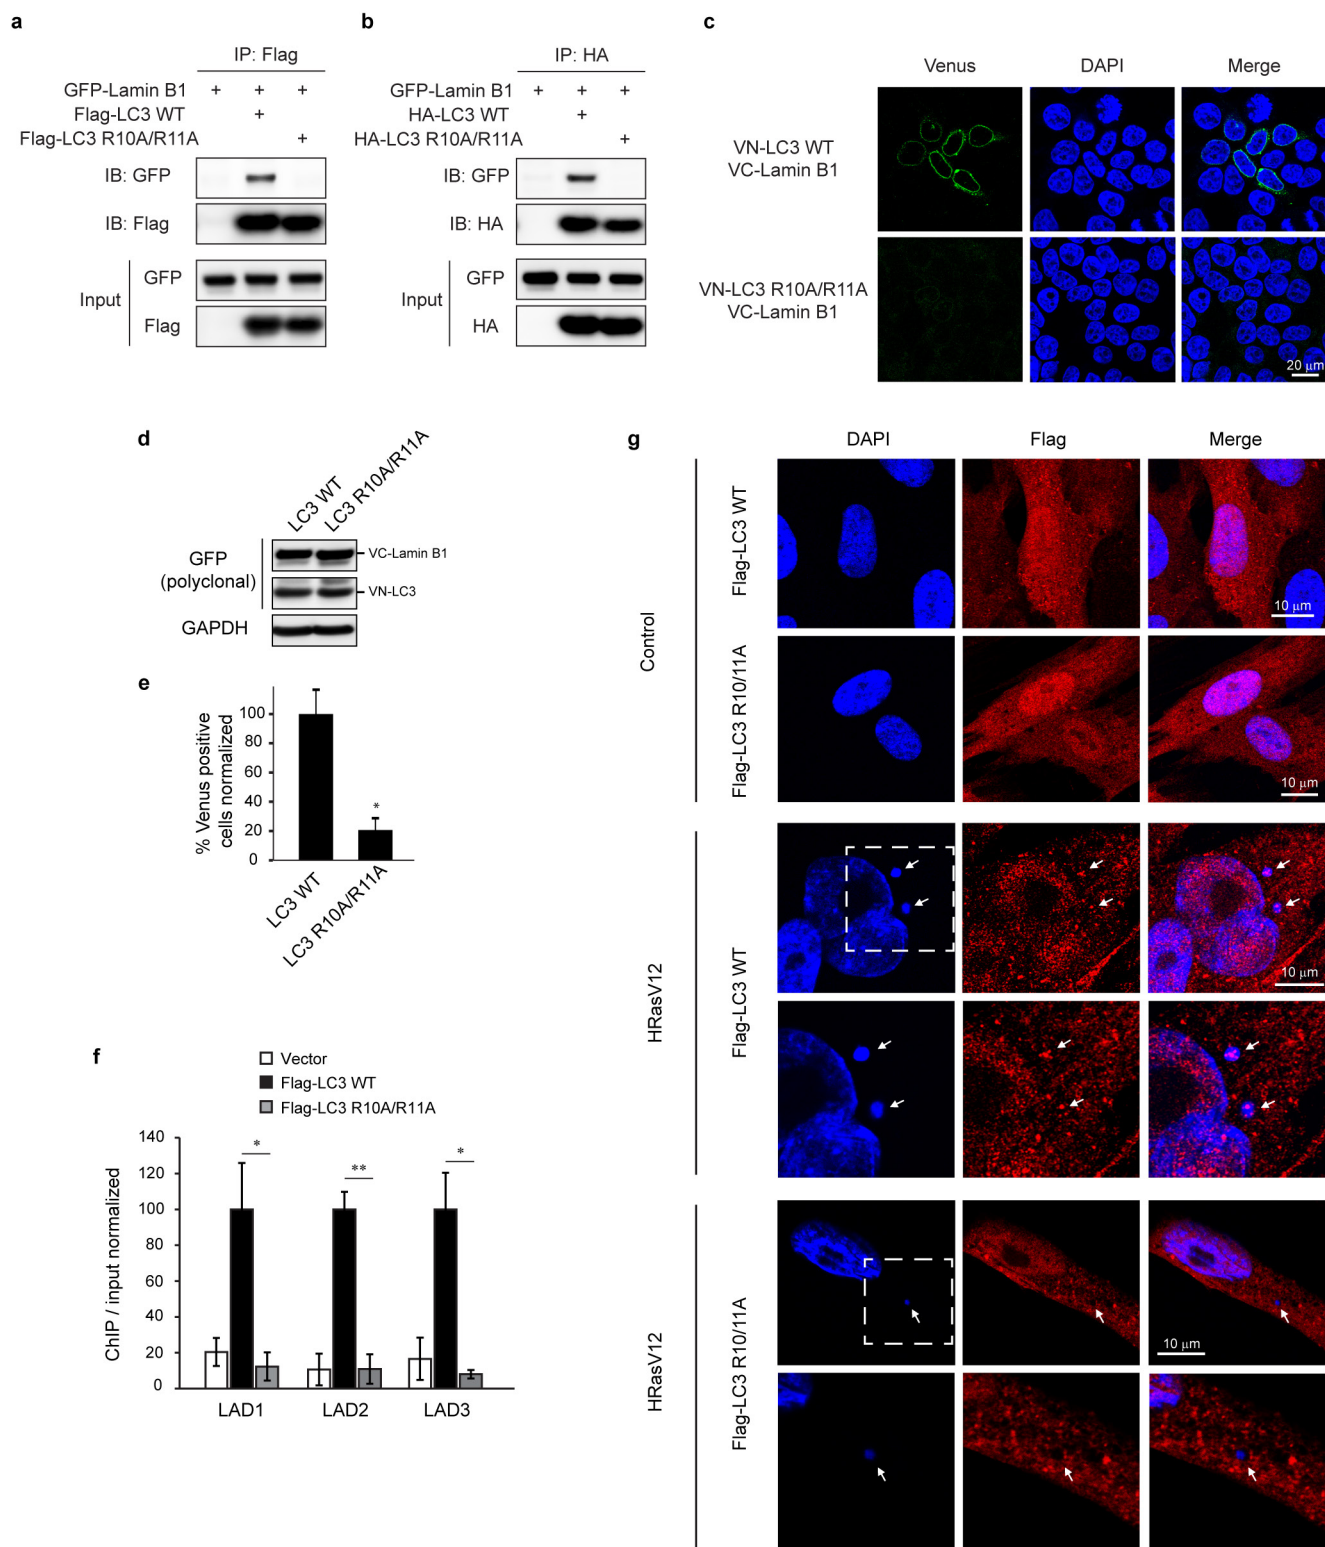 a
IP: Flag
GFP-Lamin B1 + + +
Flag-LC3 WT +
Flag-LC3 R10A/R11A +
IB: GFP
IB: Flag
Input
GFP
Flag
b
IP: HA
GFP-Lamin B1 + + +
HA-LC3 WT +
HA-LC3 R10A/R11A +
IB: GFP
IB: HA
Input
GFP
HA
c
Venus DAPI Merge
VN-LC3 WT
VC-Lamin B1
VN-LC3 R10A/R11A
VC-Lamin B1
20 μm
d
LC3 WT
LC3 R10A/R11A
GFP
(polyclonal)
VC-Lamin B1
VN-LC3
GAPDH
e
% Venus positive
cells normalized
100
80
60
40
20
0
*
LC3 WT
LC3 R10A/R11A
f
Vector
Flag-LC3 WT
Flag-LC3 R10A/R11A
ChIP / input normalized
140
120
100
80
60
40
20
0
* ** *
LAD1 LAD2 LAD3
g
DAPI Flag Merge
Control
Flag-LC3 WT
10 μm
Flag-LC3 R10/11A
10 μm
HRasV12
Flag-LC3 WT
10 μm
HRasV12
Flag-LC3 R10/11A
10 μm